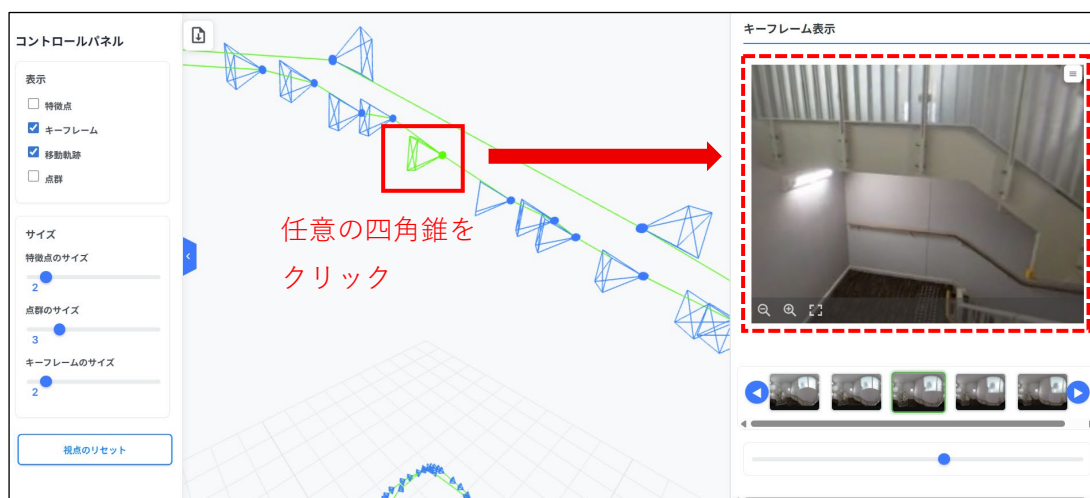 コントロールパネル
表示
特徴点
キーフレーム
移動軌跡
点群
サイズ
特徴点のサイズ
2
点群のサイズ
3
キーフレームのサイズ
2
視点のリセット
任意の四角錐を
クリック
キーフレーム表示